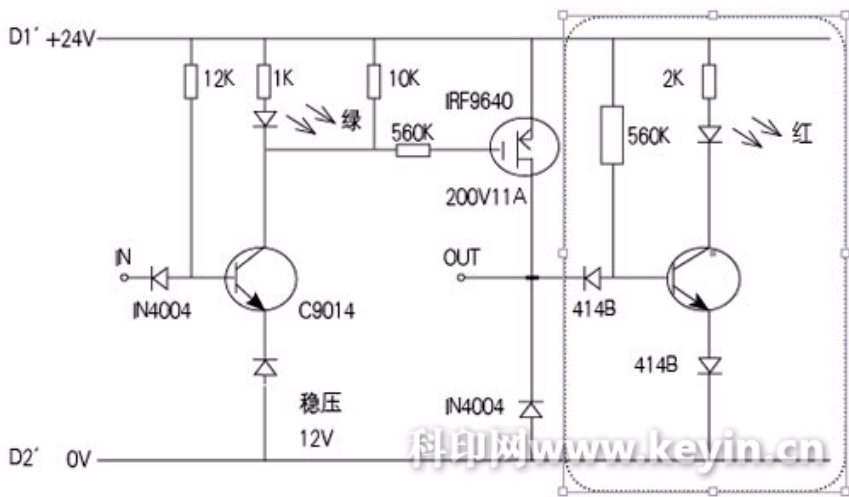 D1′ +24V
12K
1K
10K
IRF9640
2K
绿
560K
560K
红
200V11A
IN
OUT
IN4004
C9014
414B
414B
稳压
12V
IN4004
D2′ 0V
科印网www.keyin.cn